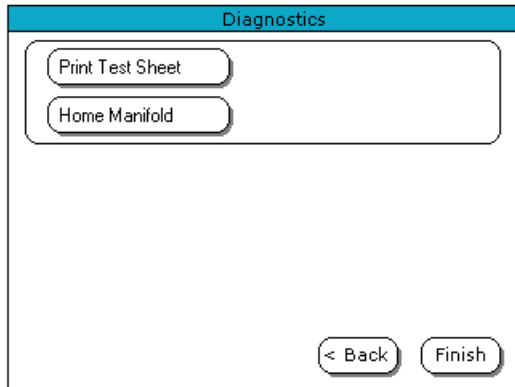 Diagnostics
Print Test Sheet
Home Manifold
< Back
Finish